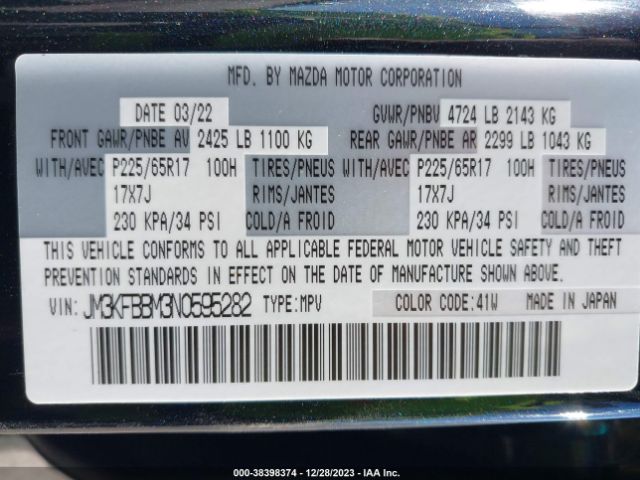 MFD. BY MAZDA MOTOR CORPORATION
DATE 03/22 GVWR/PNBV 4724 LB 2143 KG
FRONT GAWR/PNBE AV 2425 LB 1100 KG REAR GAWR/PNBE AR 2299 LB 1043 KG
WITH/AVEC P225/65R17 100H TIRES/PNEUS WITH/AVEC P225/65R17 100H TIRES/PNEUS
17X7J RIMS/JANTES 17X7J RIMS/JANTES
230 KPA/34 PSI COLD/A FROID 230 KPA/34 PSI COLD/A FROID
THIS VEHICLE CONFORMS TO ALL APPLICABLE FEDERAL MOTOR VEHICLE SAFETY AND THEFT
PREVENTION STANDARDS IN EFFECT ON THE DATE OF MANUFACTURE SHOWN ABOVE.
VIN: JM3KFBBM3N0595282 TYPE:MPV COLOR CODE:41W MADE IN JAPAN
000-38398374 - 12/28/2023 - IAA Inc.